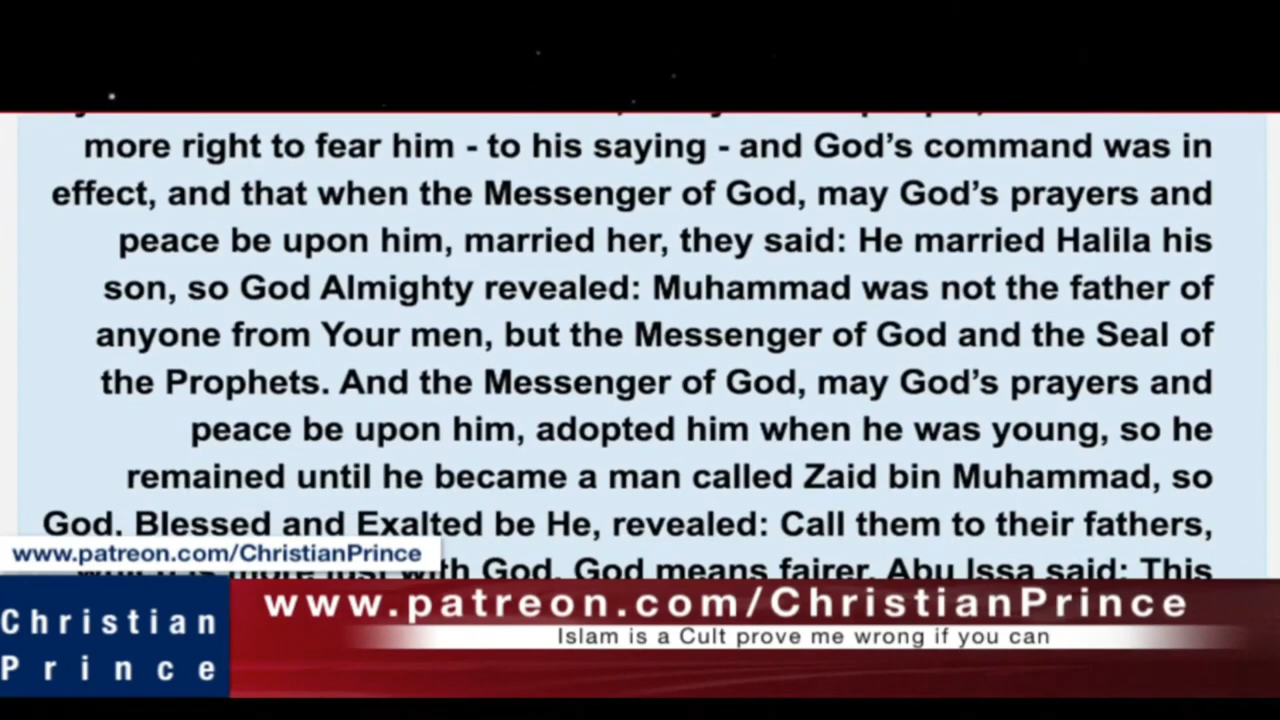 more right to fear him - to his saying - and God’s command was in
effect, and that when the Messenger of God, may God’s prayers and
peace be upon him, married her, they said: He married Halila his
son, so God Almighty revealed: Muhammad was not the father of
anyone from Your men, but the Messenger of God and the Seal of
the Prophets. And the Messenger of God, may God’s prayers and
peace be upon him, adopted him when he was young, so he
remained until he became a man called Zaid bin Muhammad, so
God, Blessed and Exalted be He, revealed: Call them to their fathers,
which is more just with God. God means fairer. Abu Issa said: This
www.patreon.com/ChristianPrince
Christian
Prince
www.patreon.com/ChristianPrince
Islam is a Cult prove me wrong if you can